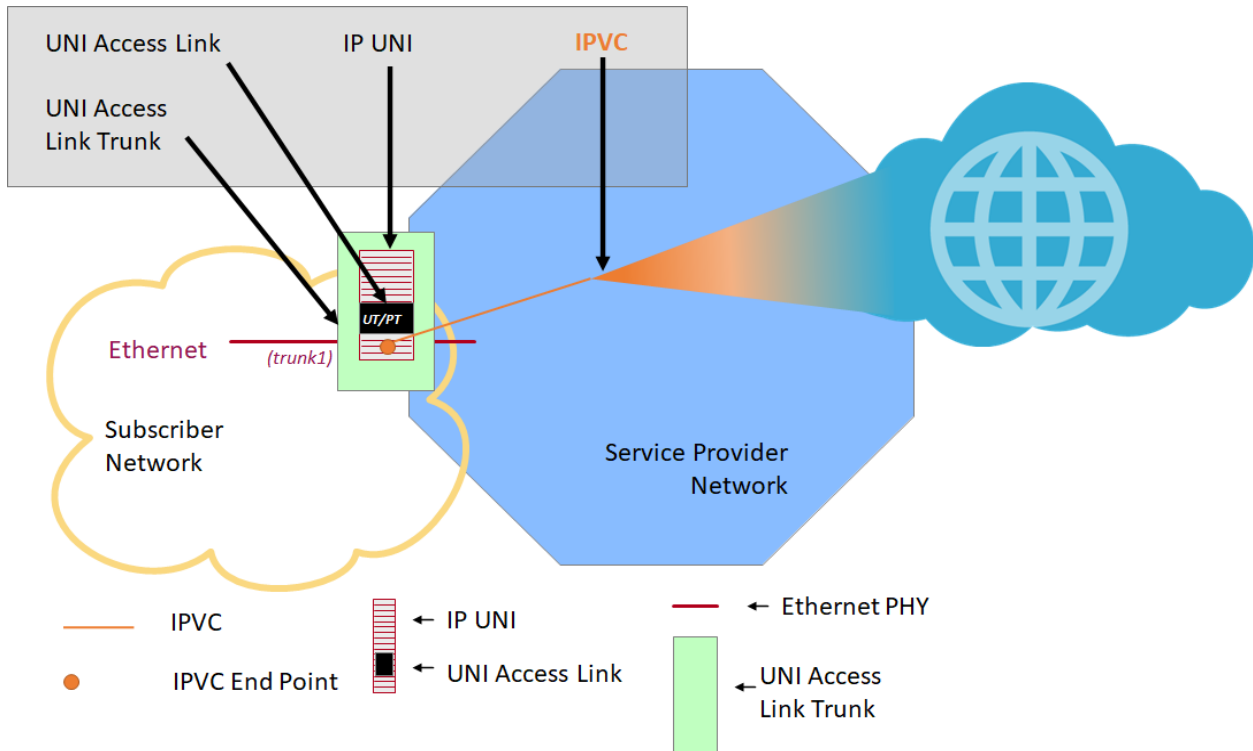 UNI Access Link
IP UNI
IPVC
UNI Access
Link Trunk
UT/PT
Ethernet
(trunk1)
Subscriber
Network
Service Provider
Network
IPVC
IPVC End Point
IP UNI
UNI Access Link
Ethernet PHY
UNI Access
Link Trunk